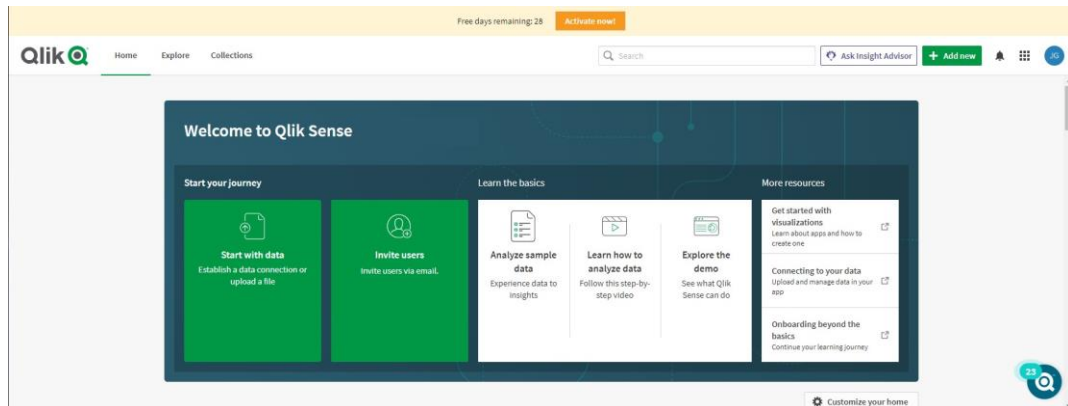 Free days remaining: 28
Activate now!
Qlik
Home
Explore
Collections
Search
Ask Insight Advisor
+ Add new
JG
Welcome to Qlik Sense
Start your journey
Start with data
Establish a data connection or
upload a file
Invite users
Invite users via email.
Learn the basics
Analyze sample
data
Experience data to
insights
Learn how to
analyze data
Follow this step-by-
step video
Explore the
demo
See what Qlik
Sense can do
More resources
Get started with
visualizations
Learn about apps and how to
create one
Connecting to your data
Upload and manage data in your
app
Onboarding beyond the
basics
Continue your learning journey
23
Customize your home